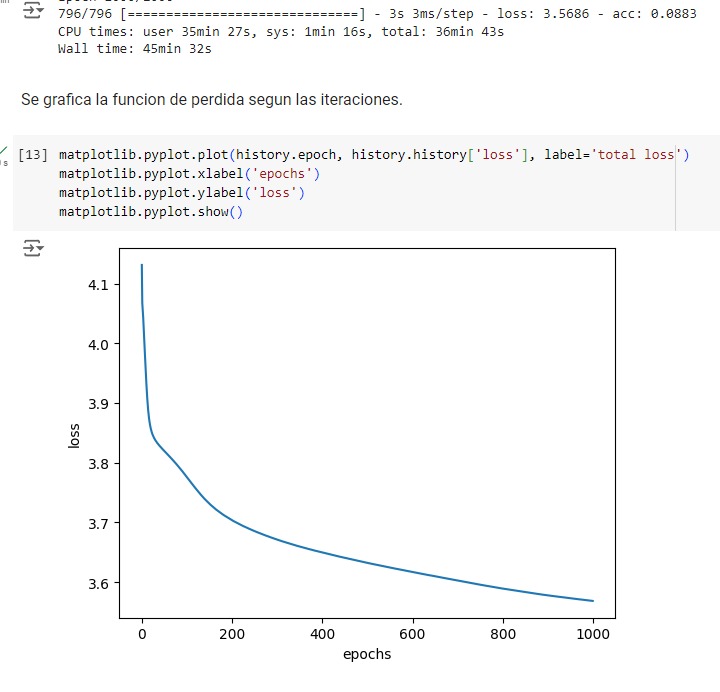 796/796 [==============================] - 3s 3ms/step - loss: 3.5686 - acc: 0.0883
CPU times: user 35min 27s, sys: 1min 16s, total: 36min 43s
Wall time: 45min 32s
Se grafica la funcion de perdida segun las iteraciones.
[13] matplotlib.pyplot.plot(history.epoch, history.history['loss'], label='total loss')
matplotlib.pyplot.xlabel('epochs')
matplotlib.pyplot.ylabel('loss')
matplotlib.pyplot.show()
4.1
4.0
3.9
3.8
3.7
3.6
loss
0 200 400 600 800 1000
epochs